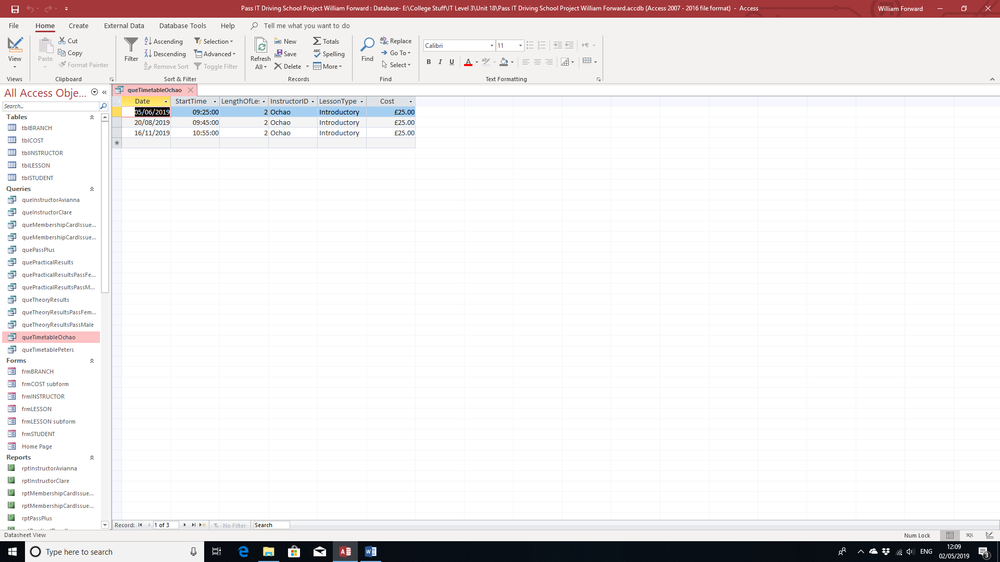 Pass IT Driving School Project William Forward : Database- E:\College Stuff\IT Level 3\Unit 18\Pass IT Driving School Project William Forward.accdb (Access 2007 - 2016 file format) - Access
William Forward
File Home Create External Data Database Tools Help Tell me what you want to do
View
Views
Paste
Cut
Copy
Format Painter
Clipboard
Filter
Ascending
Descending
Remove Sort
Selection
Advanced
Toggle Filter
Sort & Filter
Refresh
All
New
Save
Delete
Totals
Spelling
More
Records
Find
Replace
Go To
Select
Find
Calibri 11
B I U
Text Formatting
All Access Obje...
Search...
Tables
tblBRANCH
tblCOST
tblINSTRUCTOR
tblLESSON
tblSTUDENT
Queries
queInstructorAvianna
queInstructorClare
queMembershipCardIssue...
queMembershipCardIssue...
quePassPlus
quePracticalResults
quePracticalResultsPassFe...
quePracticalResultsPassM...
queTheoryResults
queTheoryResultsPassFem...
queTheoryResultsPassMale
queTimetableOchao
queTimetablePeters
Forms
frmBRANCH
frmCOST subform
frmINSTRUCTOR
frmLESSON
frmLESSON subform
frmSTUDENT
Home Page
Reports
rptInstructorAvianna
rptInstructorClare
rptMembershipCardIssue...
rptMembershipCardIssue...
rptPassPlus
queTimetableOchao
Date StartTime LengthOfLes InstructorID LessonType Cost
05/06/2019 09:25:00 2 Ochao Introductory £25.00
20/08/2019 09:45:00 2 Ochao Introductory £25.00
16/11/2019 10:55:00 2 Ochao Introductory £25.00
Record: 1 of 3 No Filter Search
Datasheet View
Num Lock
SQL
Type here to search
ENG
12:09
02/05/2019
3